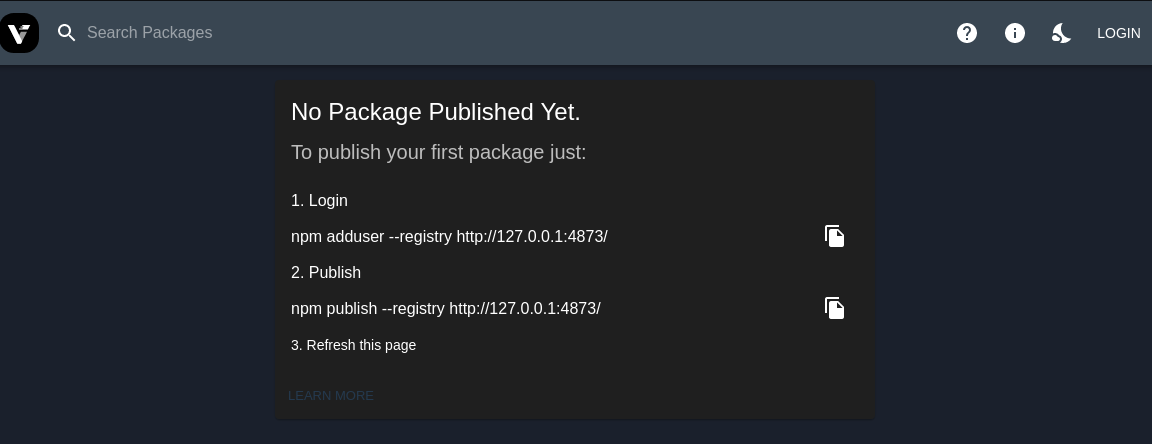 Search Packages
LOGIN
No Package Published Yet.
To publish your first package just:
1. Login
npm adduser --registry http://127.0.0.1:4873/
2. Publish
npm publish --registry http://127.0.0.1:4873/
3. Refresh this page
LEARN MORE